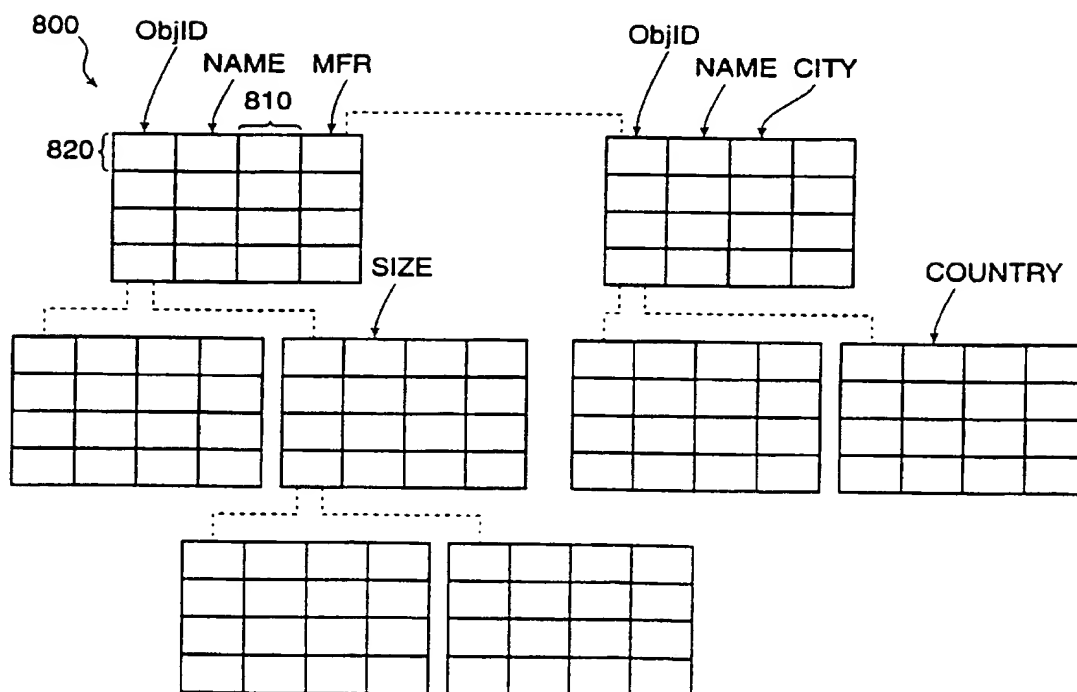 800
ObjID
NAME MFR
810
820
ObjID
NAME CITY
SIZE
COUNTRY